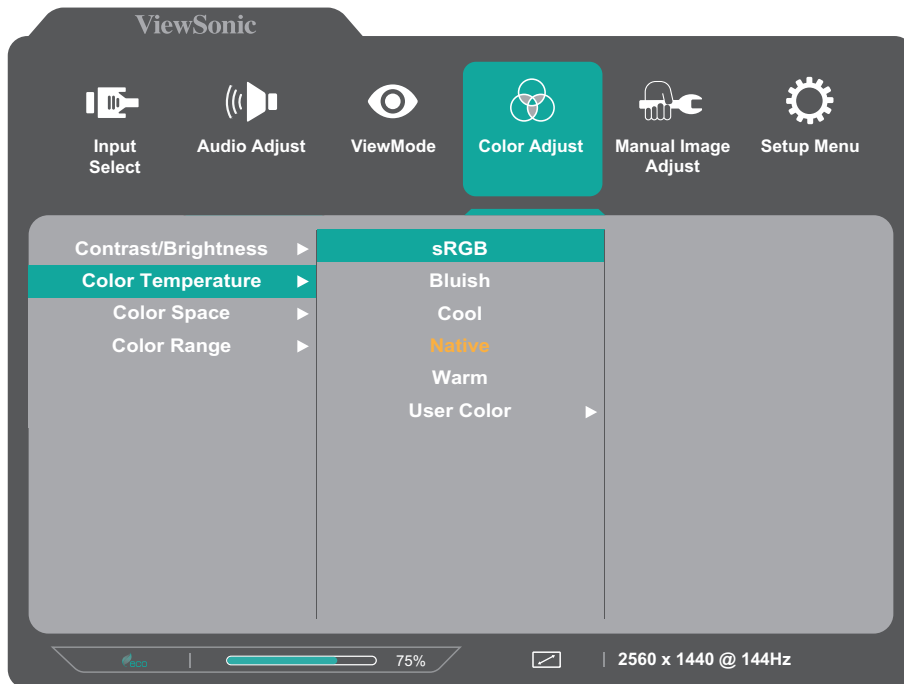 ViewSonic
Input
Select
Audio Adjust
ViewMode
Color Adjust
Manual Image
Adjust
Setup Menu
Contrast/Brightness
Color Temperature
Color Space
Color Range
sRGB
Bluish
Cool
Native
Warm
User Color
eco
75%
2560 x 1440 @ 144Hz